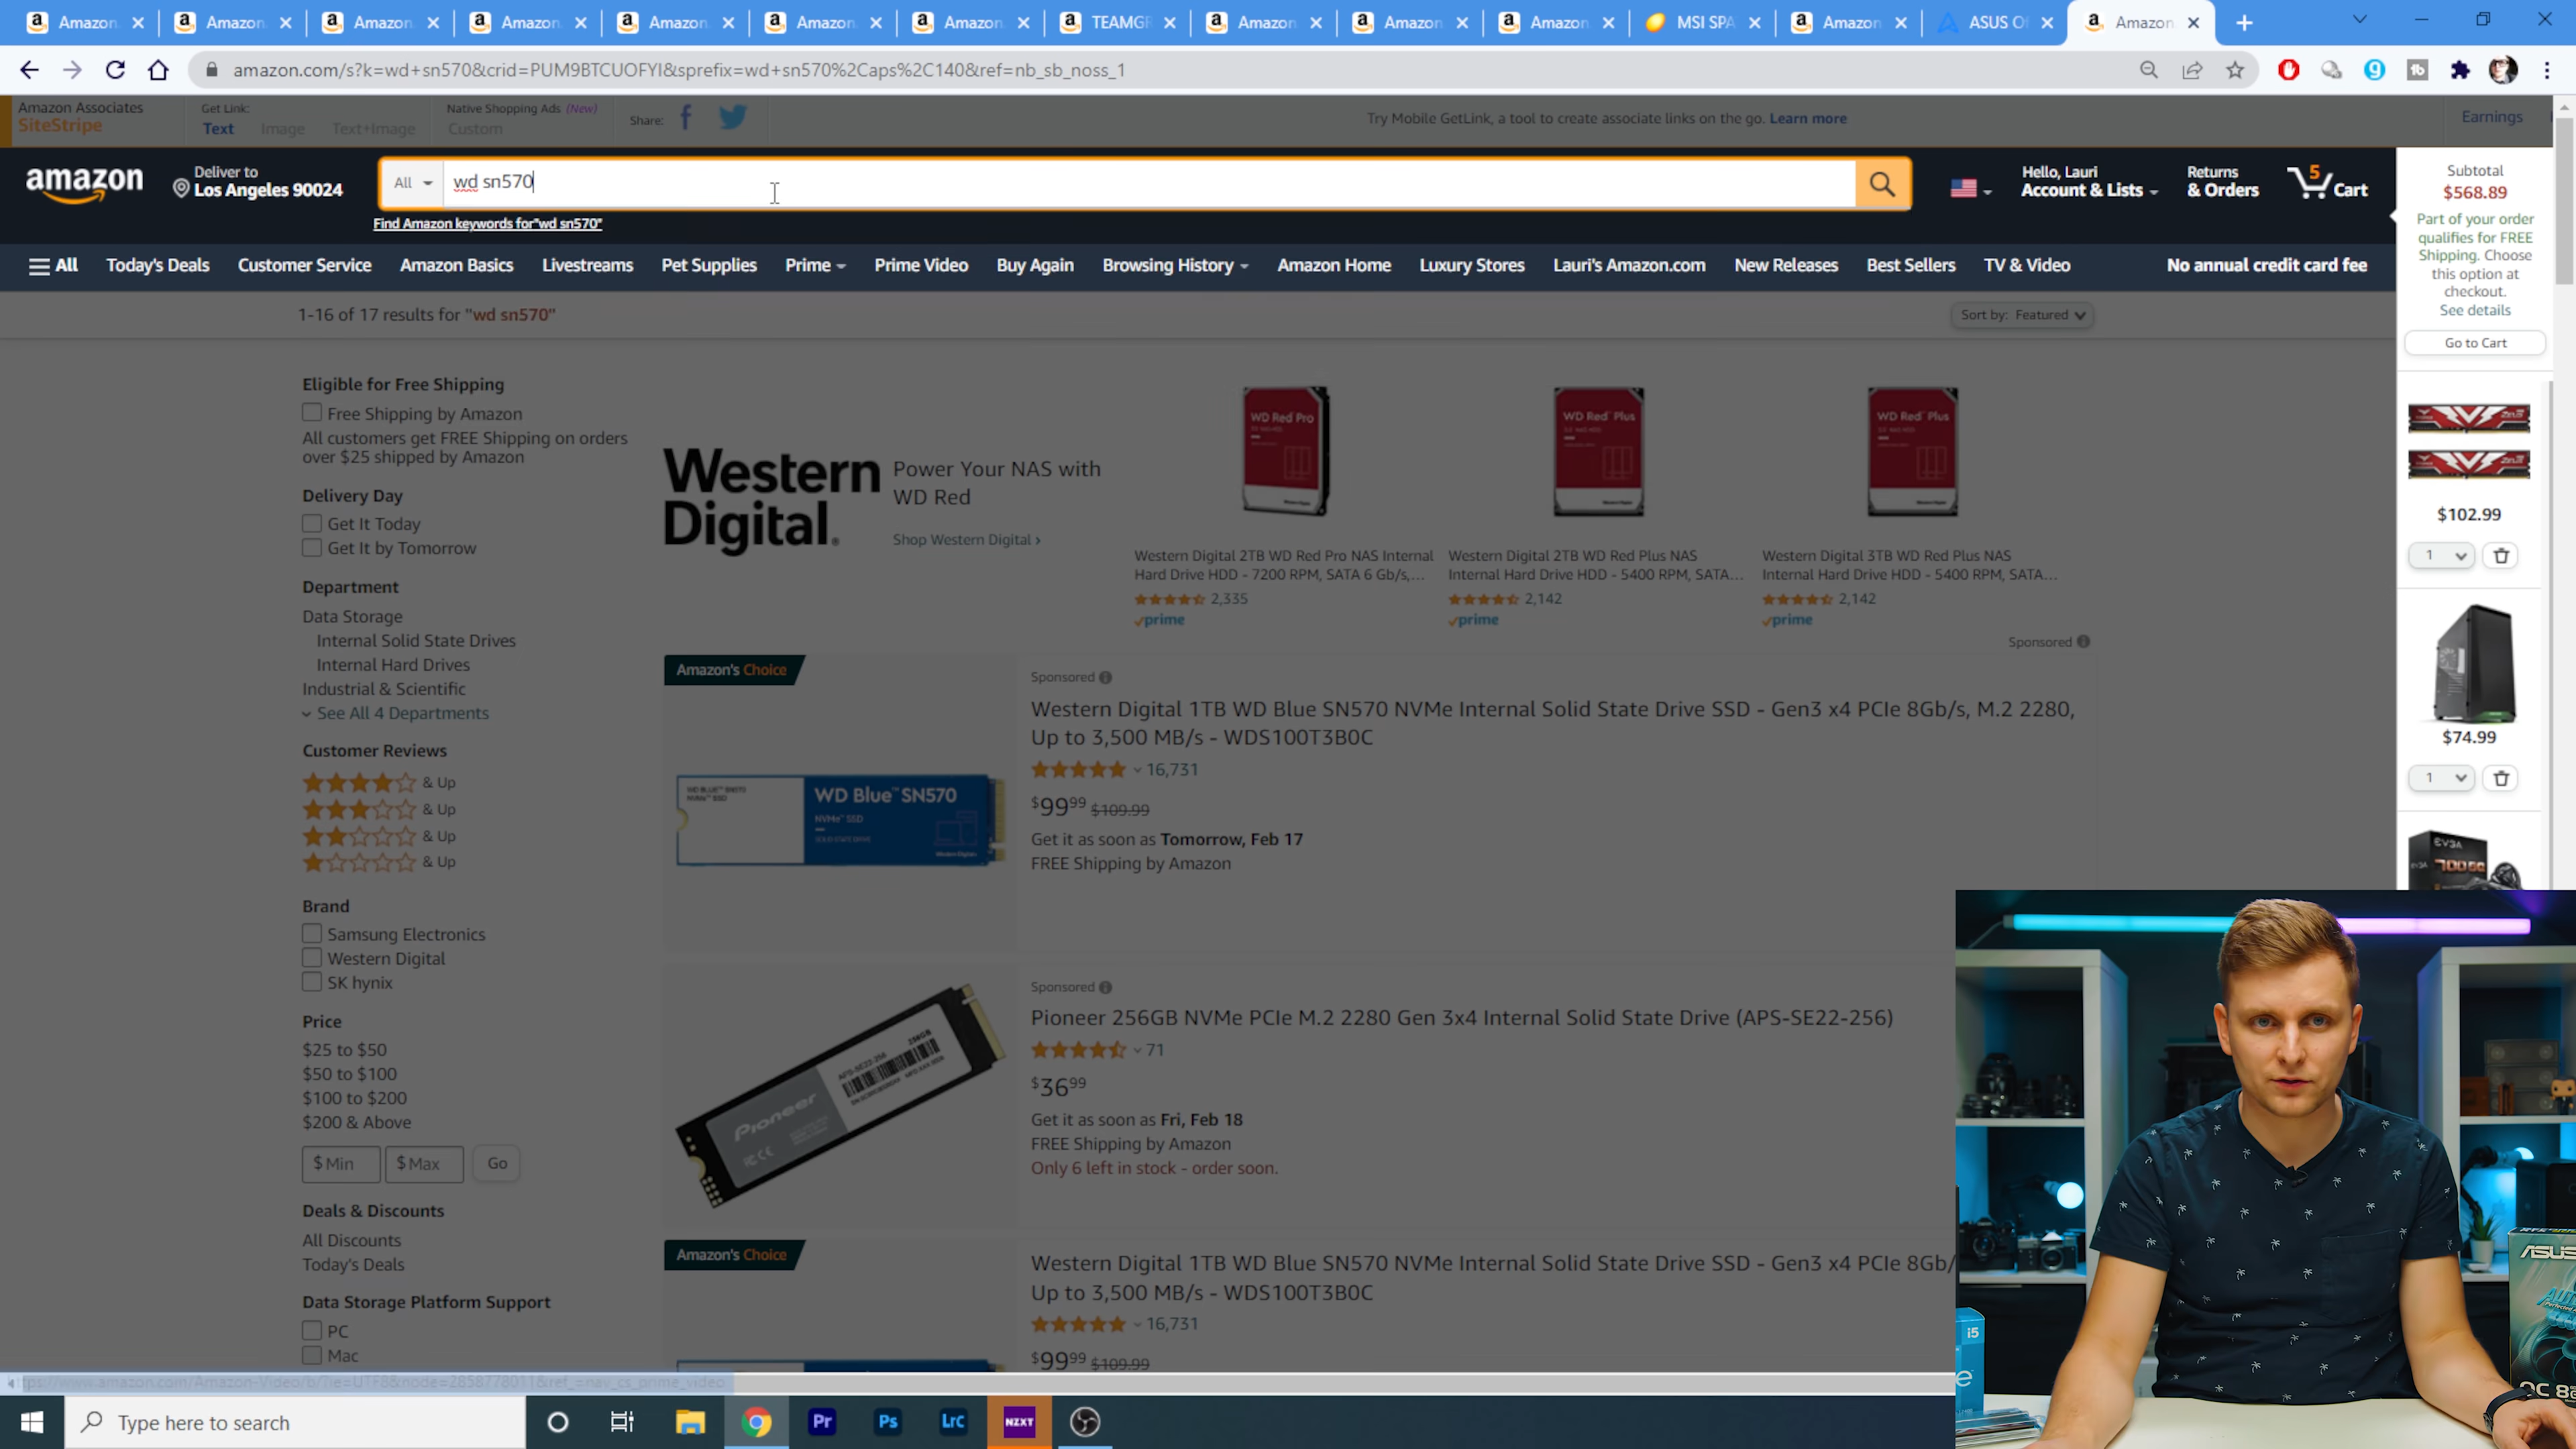 Amazon
Amazon
Amazon
Amazon
Amazon
Amazon
Amazon
TEAMGR
Amazon
Amazon
Amazon
MSI SPA
Amazon
ASUS
Amazon
amazon.com/s?k=wd+sn570&crid=PUM9BTCUOFYI&sprefix=wd+sn570%2Caps%2C140&ref=nb_sb_noss_1
Amazon Associates
SiteStripe
Get Link:
Text Image Text+Image
Native Shopping Ads (New)
Custom
Share:
Try Mobile GetLink, a tool to create associate links on the go. Learn more
Earnings
amazon
Deliver to
Los Angeles 90024
All
wd sn570
Find Amazon keywords for"wd sn570"
Hello, Lauri
Account & Lists
Returns
& Orders
5
Cart
All Today's Deals Customer Service Amazon Basics Livestreams Pet Supplies Prime Prime Video Buy Again Browsing History Amazon Home Luxury Stores Lauri's Amazon.com New Releases Best Sellers TV & Video No annual credit card fee
1-16 of 17 results for "wd sn570"
Sort by: Featured
Subtotal
$568.89
Part of your order
qualifies for FREE
Shipping. Choose
this option at
checkout.
See details
Go to Cart
$102.99
1
$74.99
1
EVGA
Eligible for Free Shipping
Free Shipping by Amazon
All customers get FREE Shipping on orders
over $25 shipped by Amazon
Delivery Day
Get It Today
Get It by Tomorrow
Department
Data Storage
Internal Solid State Drives
Internal Hard Drives
Industrial & Scientific
See All 4 Departments
Customer Reviews
& Up
& Up
& Up
& Up
Brand
Samsung Electronics
Western Digital
SK hynix
Price
$25 to $50
$50 to $100
$100 to $200
$200 & Above
$ Min
$ Max
Go
Deals & Discounts
All Discounts
Today's Deals
Data Storage Platform Support
PC
Mac
Western
Digital.
Power Your NAS with
WD Red
Shop Western Digital ›
WD Red Pro
Western Digital 2TB WD Red Pro NAS Internal
Hard Drive HDD - 7200 RPM, SATA 6 Gb/s,...
2,335
prime
WD Red Plus
Western Digital 2TB WD Red Plus NAS
Internal Hard Drive HDD - 5400 RPM, SATA...
2,142
prime
WD Red Plus
Western Digital 3TB WD Red Plus NAS
Internal Hard Drive HDD - 5400 RPM, SATA...
2,142
prime
Sponsored
Amazon's Choice
WD Blue™ SN570
NVMe™ SSD
Sponsored
Western Digital 1TB WD Blue SN570 NVMe Internal Solid State Drive SSD - Gen3 x4 PCIe 8Gb/s, M.2 2280,
Up to 3,500 MB/s - WDS100T3B0C
16,731
$99⁹⁹ $109.99
Get it as soon as Tomorrow, Feb 17
FREE Shipping by Amazon
Pioneer
Sponsored
Pioneer 256GB NVMe PCIe M.2 2280 Gen 3x4 Internal Solid State Drive (APS-SE22-256)
71
$36⁹⁹
Get it as soon as Fri, Feb 18
FREE Shipping by Amazon
Only 6 left in stock - order soon.
Amazon's Choice
Western Digital 1TB WD Blue SN570 NVMe Internal Solid State Drive SSD - Gen3 x4 PCIe 8Gb/
Up to 3,500 MB/s - WDS100T3B0C
16,731
$99⁹⁹ $109.99
i5
ASUS
OC
Type here to search
Pr
Ps
LrC
NZXT